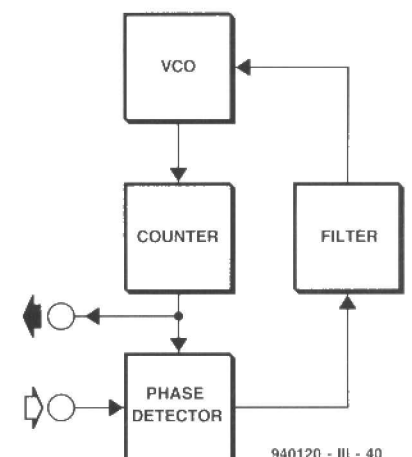 VCO
COUNTER
FILTER
PHASE
DETECTOR
940120 - III - 40